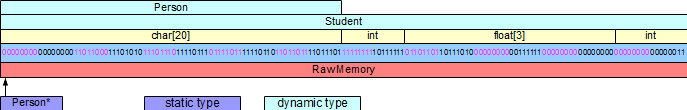 Person
Student
char[20] int float[3] int
RawMemory
Person* static type dynamic type